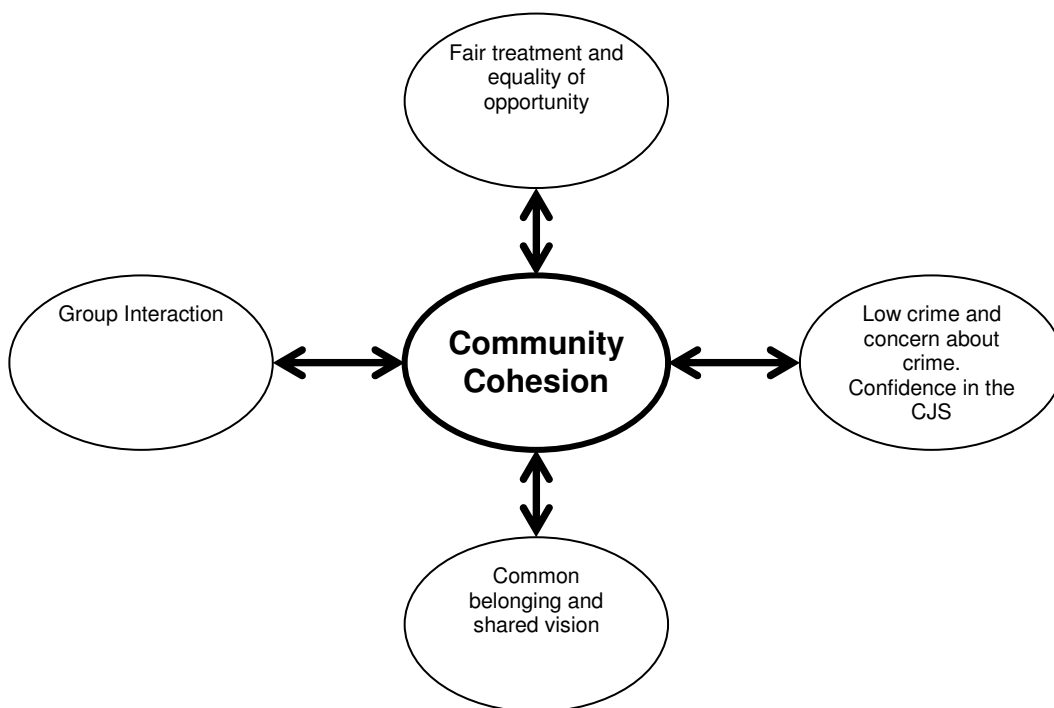 Fair treatment and
equality of
opportunity
Group Interaction
Community
Cohesion
Low crime and
concern about
crime.
Confidence in the
CJS
Common
belonging and
shared vision